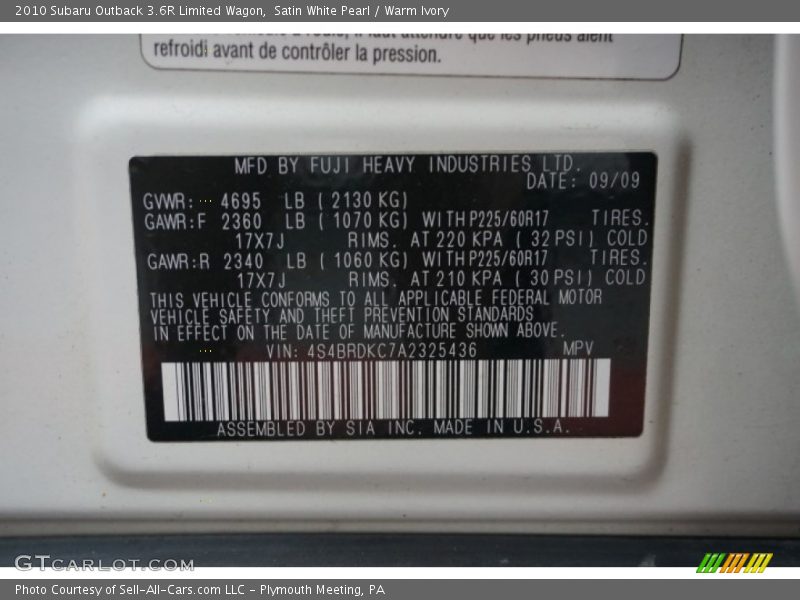 2010 Subaru Outback 3.6R Limited Wagon, Satin White Pearl / Warm Ivory
attendre que les pneus aient
refroidi avant de contrôler la pression.
MFD BY FUJI HEAVY INDUSTRIES LTD.
DATE: 09/09
GVWR: 4695 LB ( 2130 KG)
GAWR:F 2360 LB ( 1070 KG) WITH P225/60R17 TIRES.
17X7J RIMS. AT 220 KPA ( 32 PSI) COLD
GAWR:R 2340 LB ( 1060 KG) WITH P225/60R17 TIRES.
17X7J RIMS. AT 210 KPA ( 30 PSI) COLD
THIS VEHICLE CONFORMS TO ALL APPLICABLE FEDERAL MOTOR
VEHICLE SAFETY AND THEFT PREVENTION STANDARDS
IN EFFECT ON THE DATE OF MANUFACTURE SHOWN ABOVE.
VIN: 4S4BRDKC7A2325436 MPV
ASSEMBLED BY SIA INC. MADE IN U.S.A.
GTCARLOT.COM
Photo Courtesy of Sell-All-Cars.com LLC - Plymouth Meeting, PA